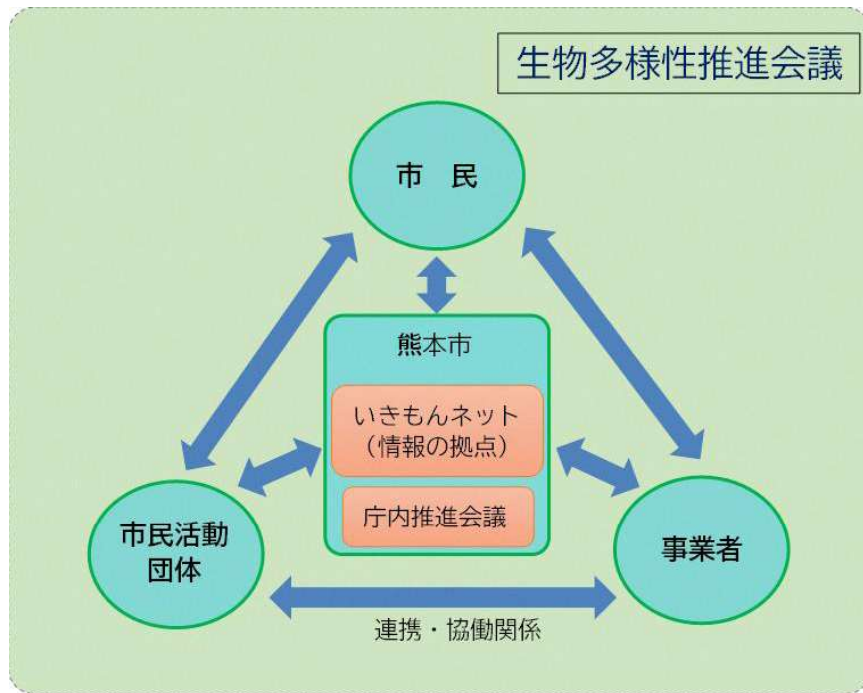 生物多様性推進会議
市　民
熊本市
いきもんネット
（情報の拠点）
庁内推進会議
市民活動
団体
事業者
連携・協働関係